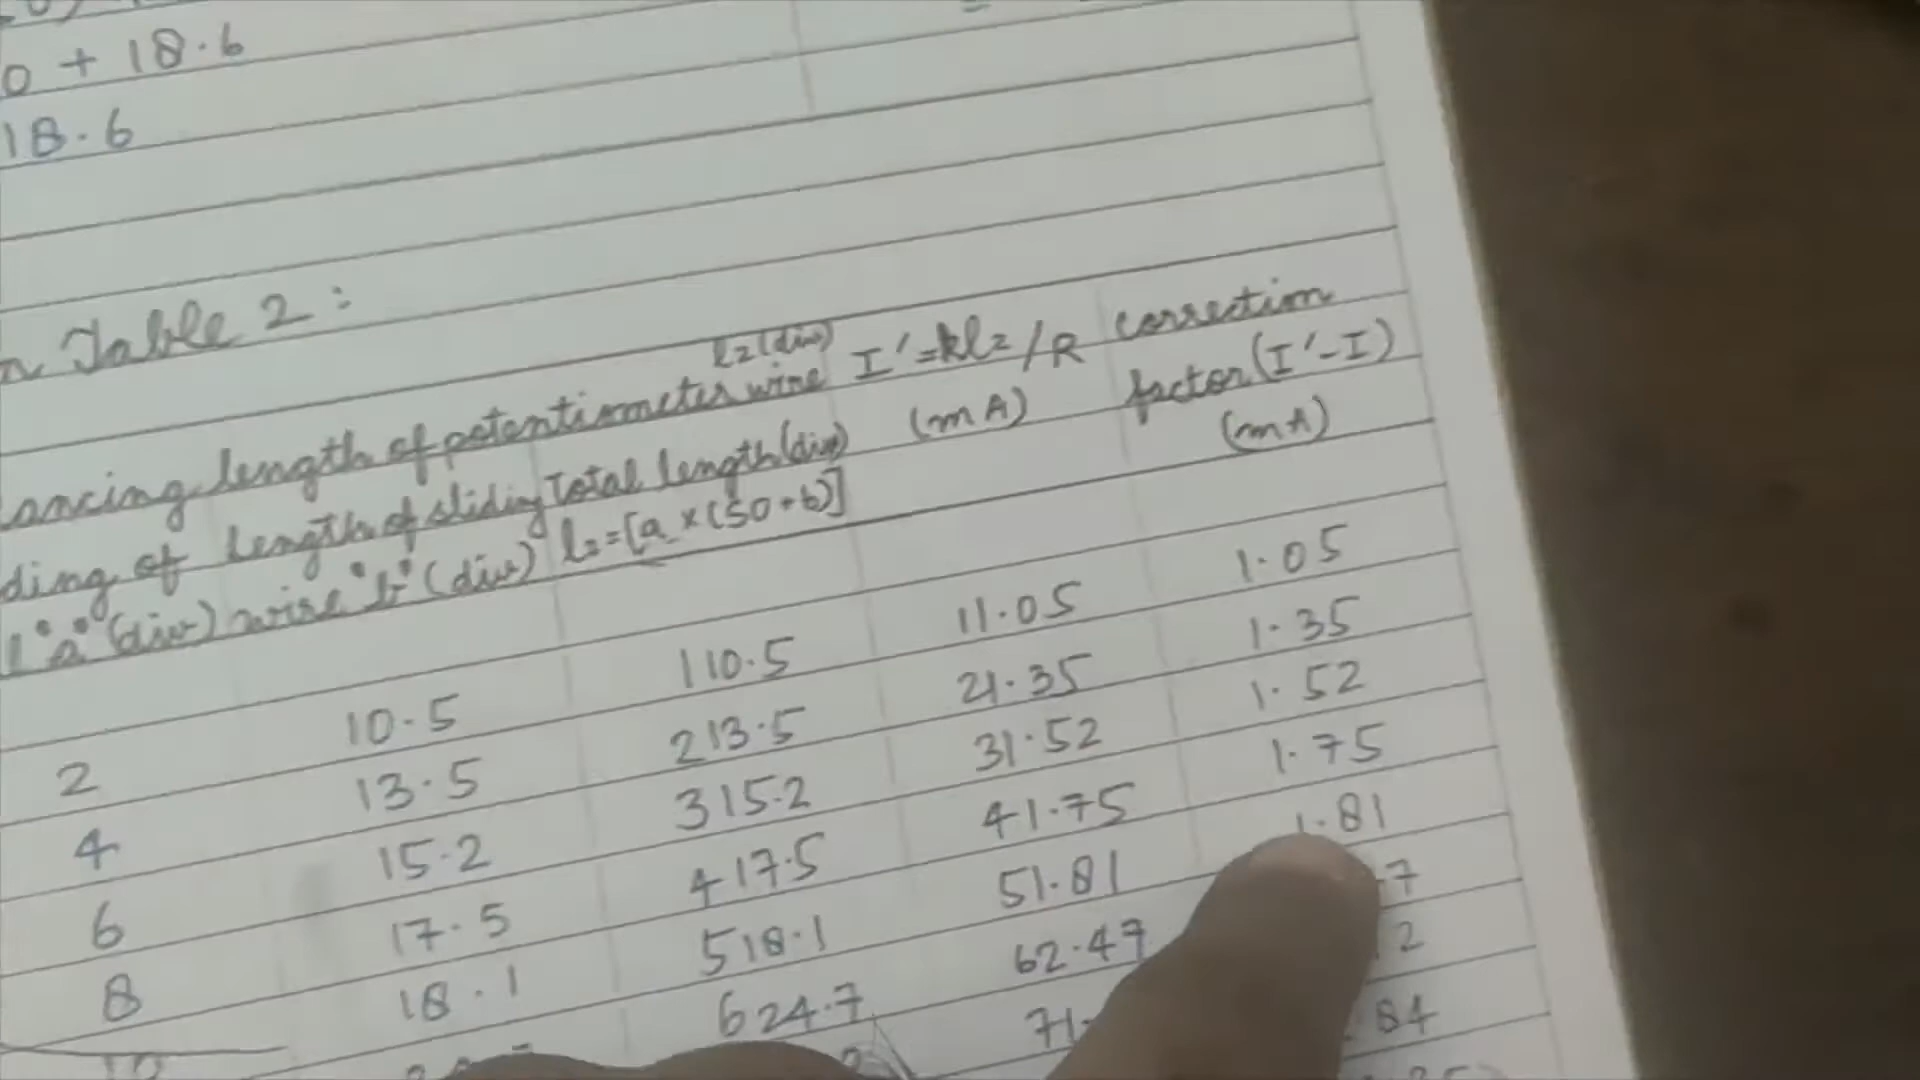 0 + 18.6
18.6
Table 2 :
l2(div)
ancing length of potentiometer wire I'=kl2/R correction
ding of length of sliding Total length(div) (mA) factor(I'-I)
l "a" (div) wire "b" (div) l2=[a × (50+b)] (mA)
2 10.5 110.5 11.05 1.05
4 13.5 213.5 21.35 1.35
6 15.2 315.2 31.52 1.52
8 17.5 417.5 41.75 1.75
18.1 518.1 51.81 1.81
624.7 62.47 7
71. 2
84